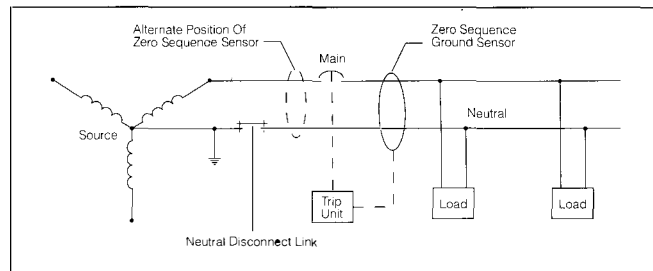 Alternate Position Of
Zero Sequence Sensor
Zero Sequence
Ground Sensor
Main
Neutral
Source
Trip
Unit
Load
Load
Neutral Disconnect Link